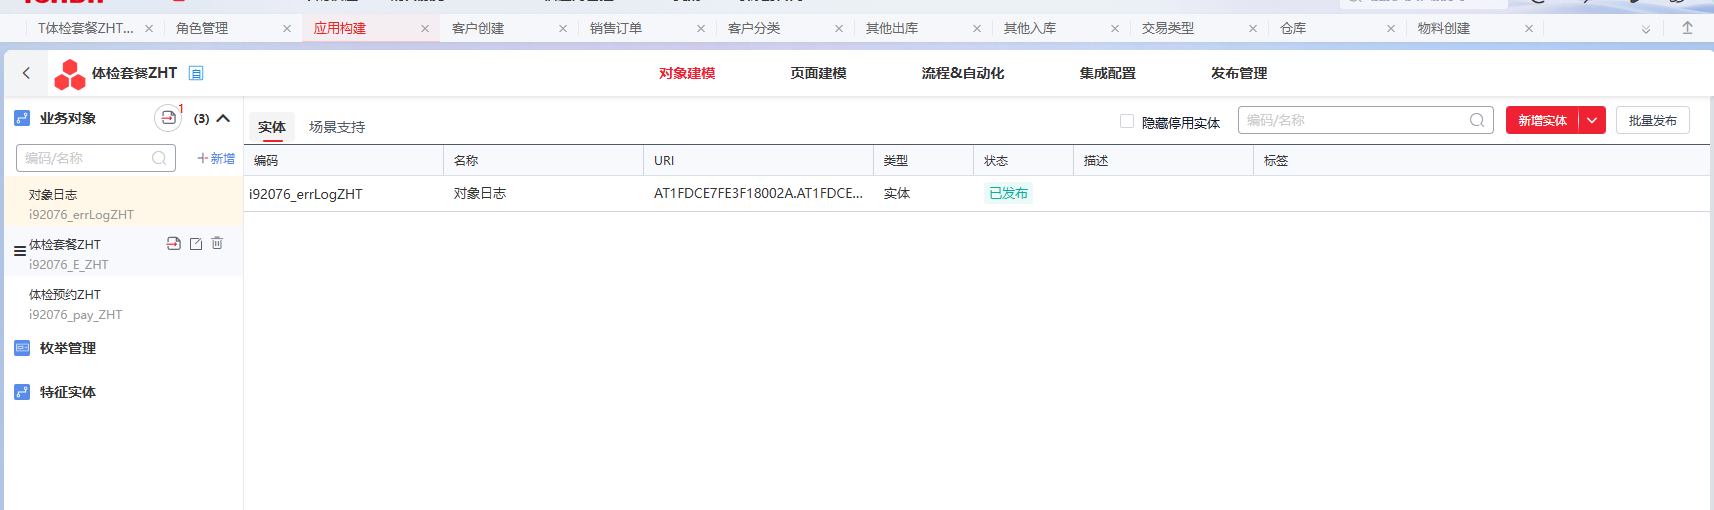 T体检套餐ZHT... 角色管理 应用构建 客户创建 销售订单 客户分类 其他出库 其他入库 交易类型 仓库 物料创建
体检套餐ZHT 自 对象建模 页面建模 流程&自动化 集成配置 发布管理
业务对象 1 (3)
编码/名称 新增
对象日志
i92076_errLogZHT
体检套餐ZHT
i92076_E_ZHT
体检预约ZHT
i92076_pay_ZHT
枚举管理
特征实体
实体 场景支持 隐藏停用实体 编码/名称 新增实体 批量发布
编码 名称 URI 类型 状态 描述 标签
i92076_errLogZHT 对象日志 AT1FDCE7FE3F18002A.AT1FDCE... 实体 已发布